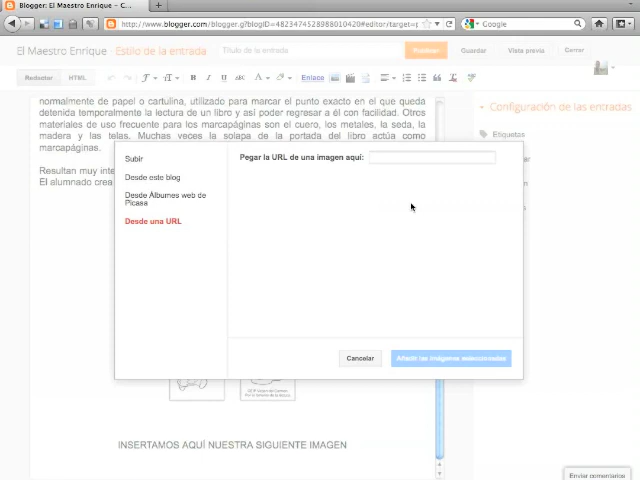 Blogger: El Maestro Enrique - C...
http://www.blogger.com/blogger.g?blogID=4823474528988010420#editor/target=p
Google
El Maestro Enrique · Estilo de la entrada
Título de la entrada
Publicar
Guardar
Vista previa
Cerrar
Redactar
HTML
Enlace
normalmente de papel o cartulina, utilizado para marcar el punto exacto en el que queda
detenida temporalmente la lectura de un libro y así poder regresar a él con facilidad. Otros
materiales de uso frecuente para los marcapáginas son el cuero, los metales, la seda, la
madera y las telas. Muchas veces la solapa de la portada del libro actúa como
marcapáginas.
Resultan muy inte
El alumnado crea
Configuración de las entradas
Etiquetas
Subir
Desde este blog
Desde Álbumes web de
Picasa
Desde una URL
Pegar la URL de una imagen aquí:
Cancelar
Añadir las imágenes seleccionadas
INSERTAMOS AQUÍ NUESTRA SIGUIENTE IMAGEN
Enviar comentarios